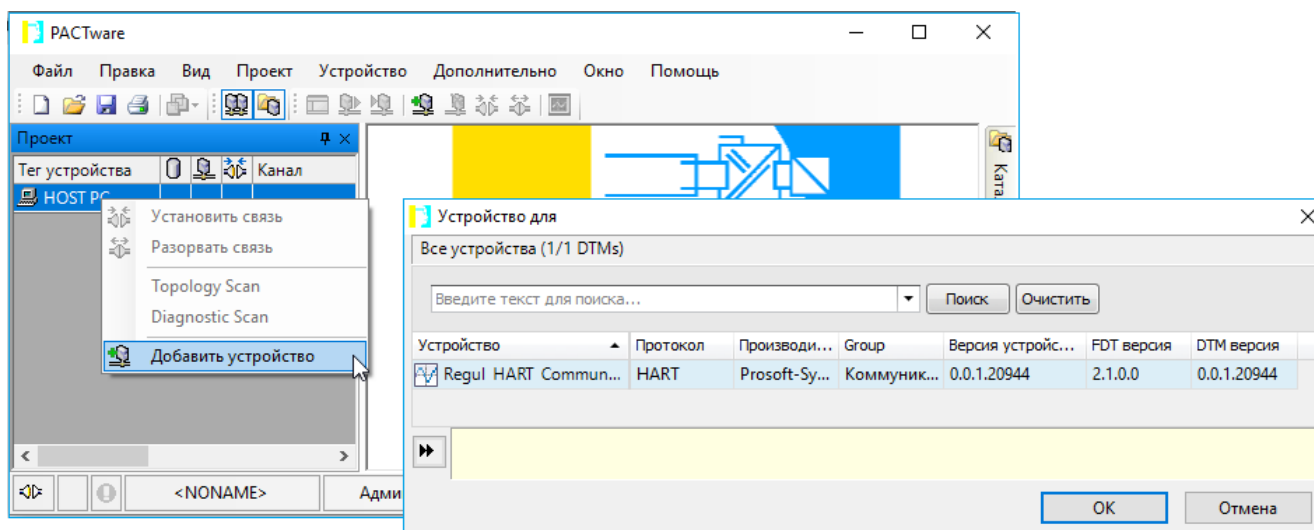 PACTware
Файл Правка Вид Проект Устройство Дополнительно Окно Помощь
Проект
Тег устройства Канал
HOST PC
Установить связь
Разорвать связь
Topology Scan
Diagnostic Scan
Добавить устройство
<NONAME>
Ката
Устройство для
Все устройства (1/1 DTMs)
Введите текст для поиска...
Поиск
Очистить
Устройство Протокол Производи... Group Версия устройс... FDT версия DTM версия
Regul HART Commun... HART Prosoft-Sy... Коммуник... 0.0.1.20944 2.1.0.0 0.0.1.20944
OK
Отмена